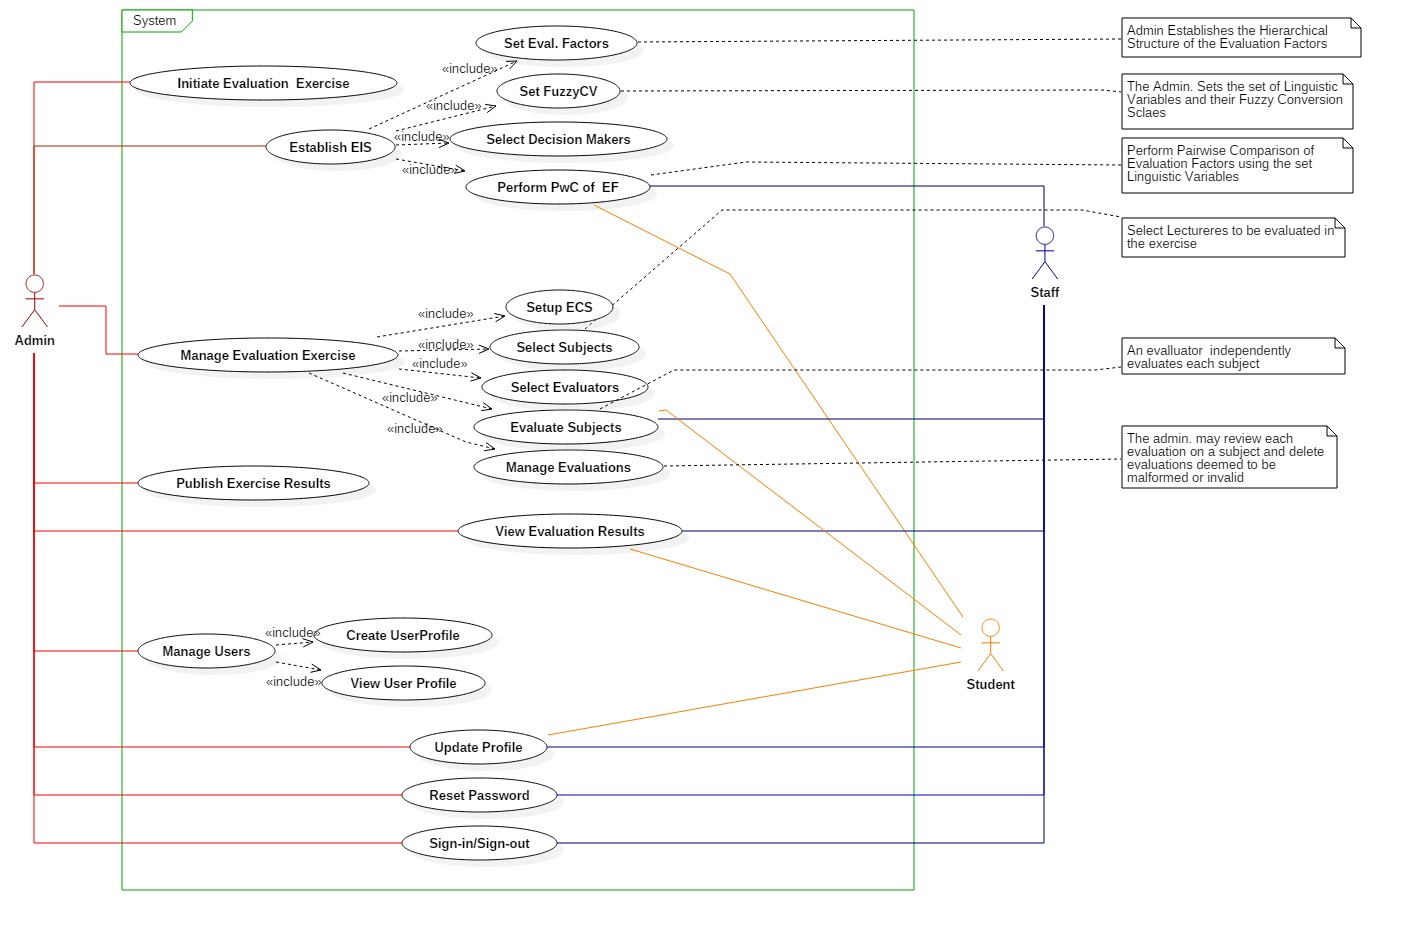 System
Set Eval. Factors
Admin Establishes the Hierarchical
Structure of the Evaluation Factors
«include»
Initiate Evaluation  Exercise
Set FuzzyCV
The Admin. Sets the set of Linguistic
Variables and their Fuzzy Conversion
Sclaes
«include»
«include»
Select Decision Makers
Establish EIS
Perform Pairwise Comparison of
Evaluation Factors using the set
Linguistic Variables
«include»
Perform PwC of  EF
Select Lectureres to be evaluated in
the exercise
Staff
Admin
Setup ECS
«include»
«include»
Select Subjects
Manage Evaluation Exercise
An evalluator  independently
evaluates each subject
«include»
Select Evaluators
«include»
Evaluate Subjects
«include»
Manage Evaluations
The admin. may review each
evaluation on a subject and delete
evaluations deemed to be
malformed or invalid
Publish Exercise Results
View Evaluation Results
«include»
Create UserProfile
Manage Users
«include»
View User Profile
Student
Update Profile
Reset Password
Sign-in/Sign-out